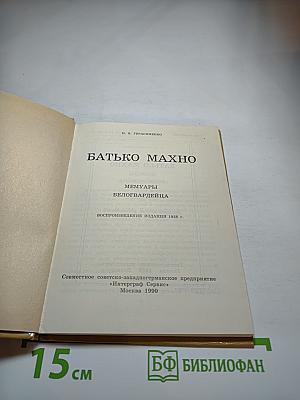 Н. В. ГЕРАСИМЕНКО
БАТЬКО МАХНО
МЕМУАРЫ
БЕЛОГВАРДЕЙЦА
ВОСПРОИЗВЕДЕНИЕ ИЗДАНИЯ 1928 г.
Совместное советско-западногерманское предприятие
«Интерграф Сервис»
Москва 1990
15 см
БФ БИБЛИОФАН